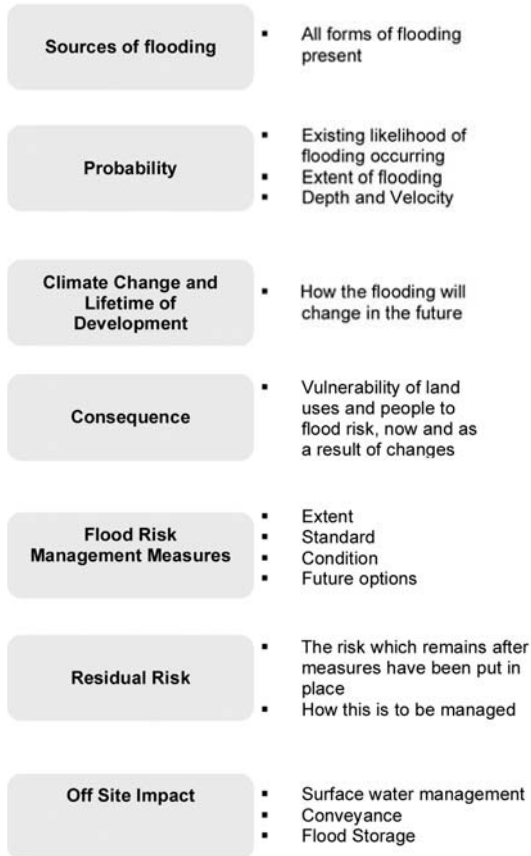 Sources of flooding
▪ All forms of flooding
present
Probability
▪ Existing likelihood of
flooding occurring
▪ Extent of flooding
▪ Depth and Velocity
Climate Change and
Lifetime of
Development
▪ How the flooding will
change in the future
Consequence
▪ Vulnerability of land
uses and people to
flood risk, now and as
a result of changes
Flood Risk
Management Measures
▪ Extent
▪ Standard
▪ Condition
▪ Future options
Residual Risk
▪ The risk which remains after
measures have been put in
place
▪ How this is to be managed
Off Site Impact
▪ Surface water management
▪ Conveyance
▪ Flood Storage